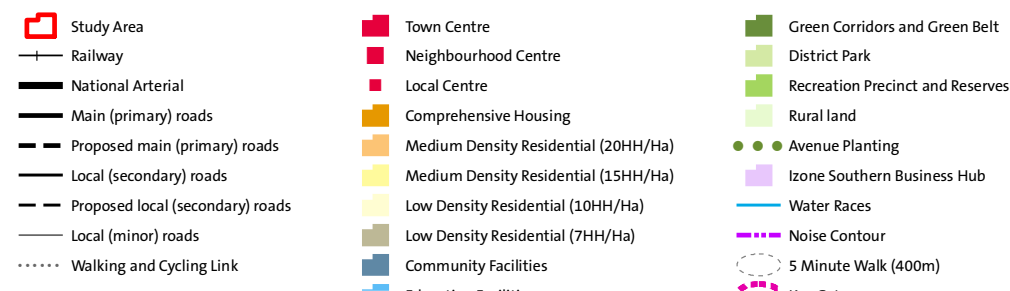 Study Area
Railway
National Arterial
Main (primary) roads
Proposed main (primary) roads
Local (secondary) roads
Proposed local (secondary) roads
Local (minor) roads
Walking and Cycling Link
Town Centre
Neighbourhood Centre
Local Centre
Comprehensive Housing
Medium Density Residential (20HH/Ha)
Medium Density Residential (15HH/Ha)
Low Density Residential (10HH/Ha)
Low Density Residential (7HH/Ha)
Community Facilities
Green Corridors and Green Belt
District Park
Recreation Precinct and Reserves
Rural land
Avenue Planting
Izone Southern Business Hub
Water Races
Noise Contour
5 Minute Walk (400m)